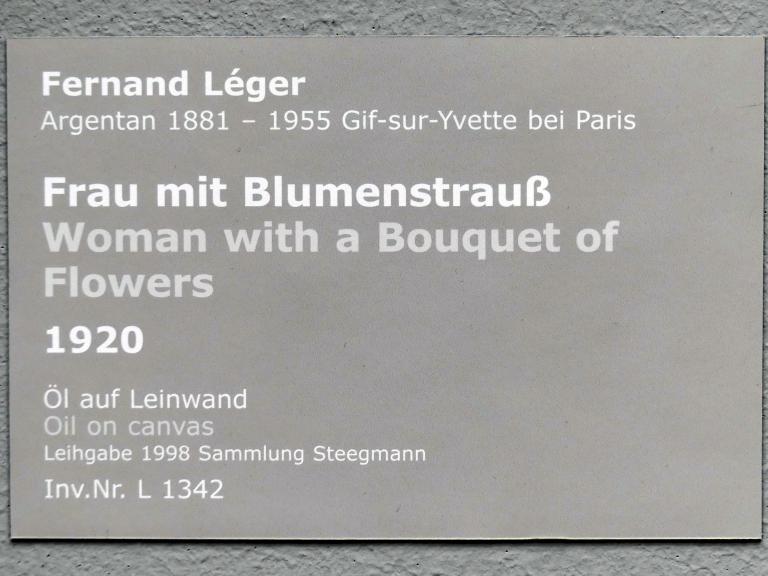 Fernand Léger
Argentan 1881 – 1955 Gif-sur-Yvette bei Paris
Frau mit Blumenstrauß
Woman with a Bouquet of
Flowers
1920
Öl auf Leinwand
Oil on canvas
Leihgabe 1998 Sammlung Steegmann
Inv.Nr. L 1342